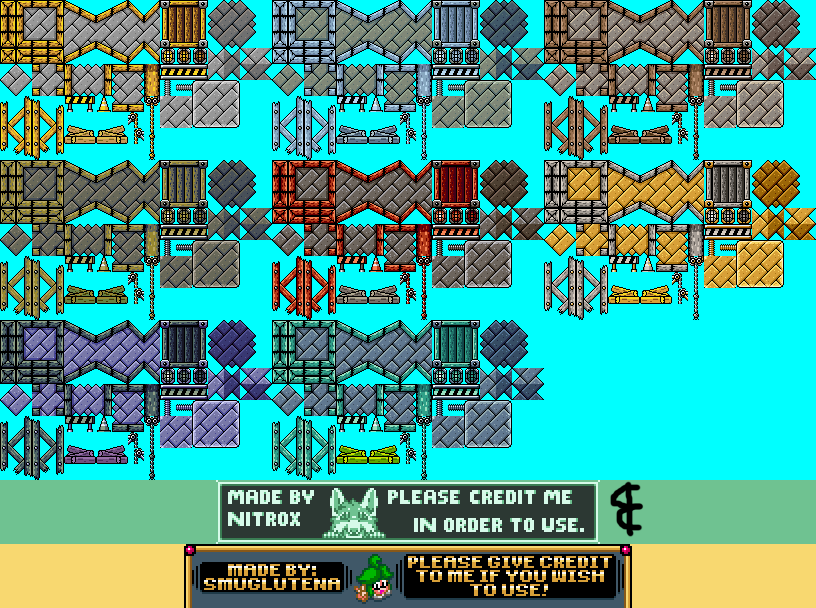 MADE BY
NITROX
PLEASE CREDIT ME
IN ORDER TO USE.
&
MADE BY:
SMUGLUTENA
PLEASE GIVE CREDIT
TO ME IF YOU WISH
TO USE!